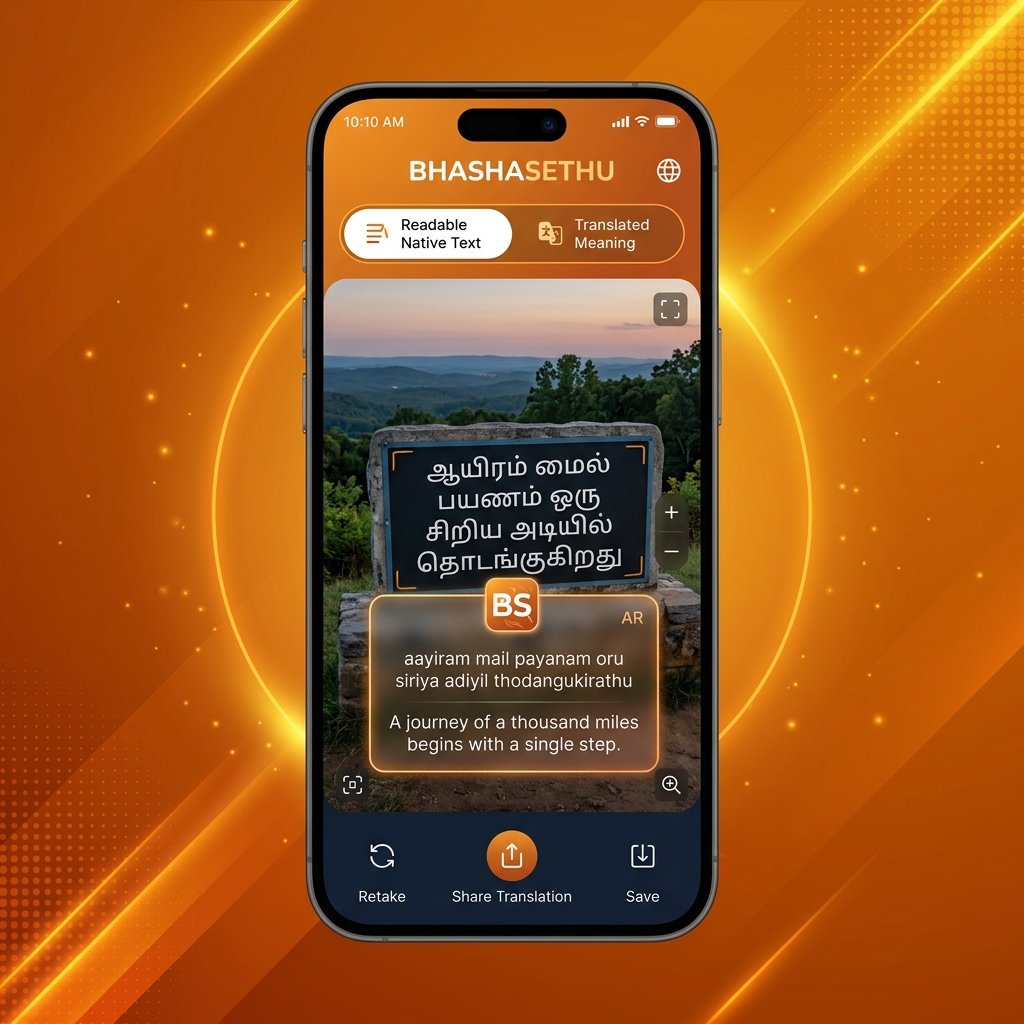 10:10 AM
BHASHASETHU
Readable
Native Text
Translated
Meaning
ஆயிரம் மைல்
பயணம் ஒரு
சிறிய அடியில்
தொடங்குகிறது
BS
AR
aayiram mail payanam oru
siriya adiyil thodangukirathu
A journey of a thousand miles
begins with a single step.
Retake
Share Translation
Save